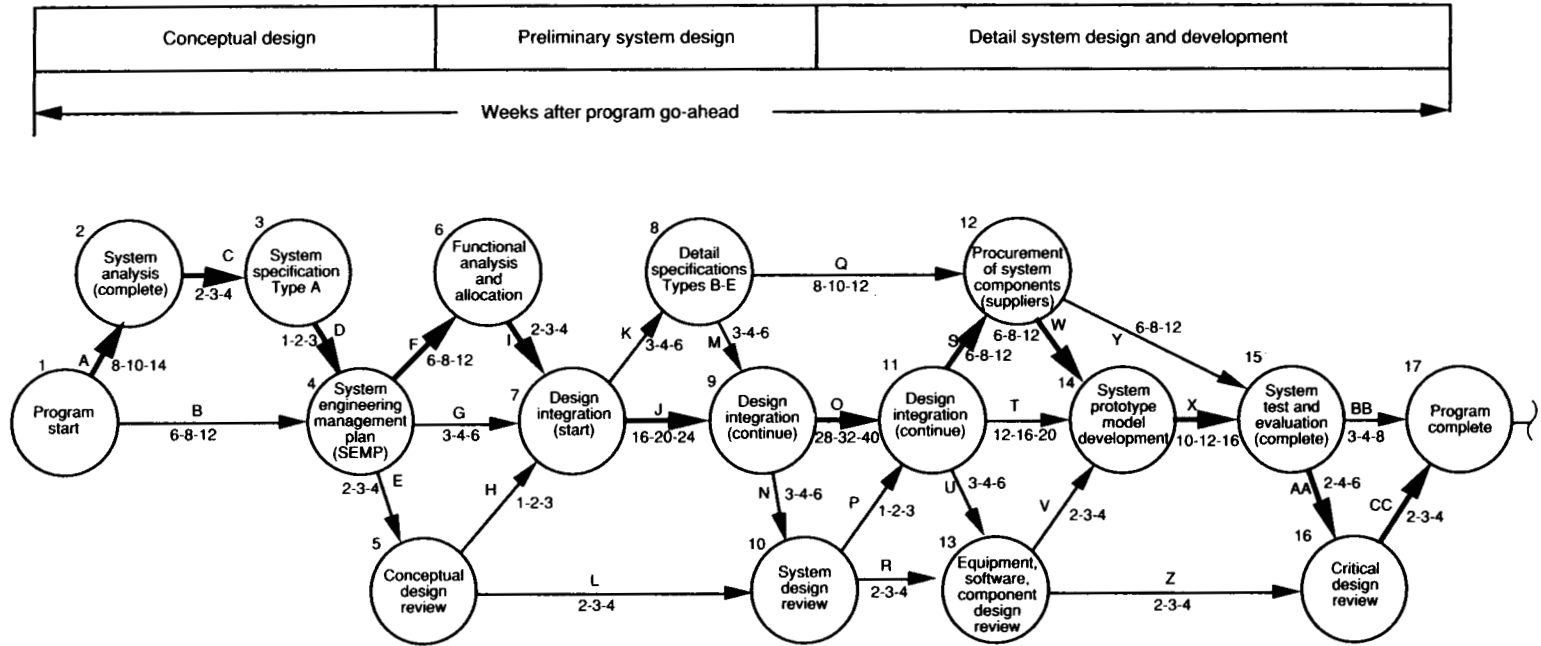 Conceptual design
Preliminary system design
Detail system design and development
Weeks after program go-ahead
1
Program
start
A
8-10-14
B
6-8-12
2
System
analysis
(complete)
C
2-3-4
3
System
specification
Type A
D
1-2-3
4
System
engineering
management
plan
(SEMP)
F
6-8-12
G
3-4-6
E
2-3-4
5
Conceptual
design
review
H
1-2-3
L
2-3-4
6
Functional
analysis
and
allocation
I
2-3-4
7
Design
integration
(start)
K
3-4-6
J
16-20-24
8
Detail
specifications
Types B-E
Q
8-10-12
M
3-4-6
9
Design
integration
(continue)
O
28-32-40
N
3-4-6
10
System
design
review
P
1-2-3
R
2-3-4
11
Design
integration
(continue)
S
6-8-12
T
12-16-20
U
3-4-6
12
Procurement
of system
components
(suppliers)
W
6-8-12
Y
6-8-12
13
Equipment,
software,
component
design
review
V
2-3-4
Z
2-3-4
14
System
prototype
model
development
X
10-12-16
15
System
test and
evaluation
(complete)
BB
3-4-8
AA
2-4-6
16
Critical
design
review
CC
2-3-4
17
Program
complete